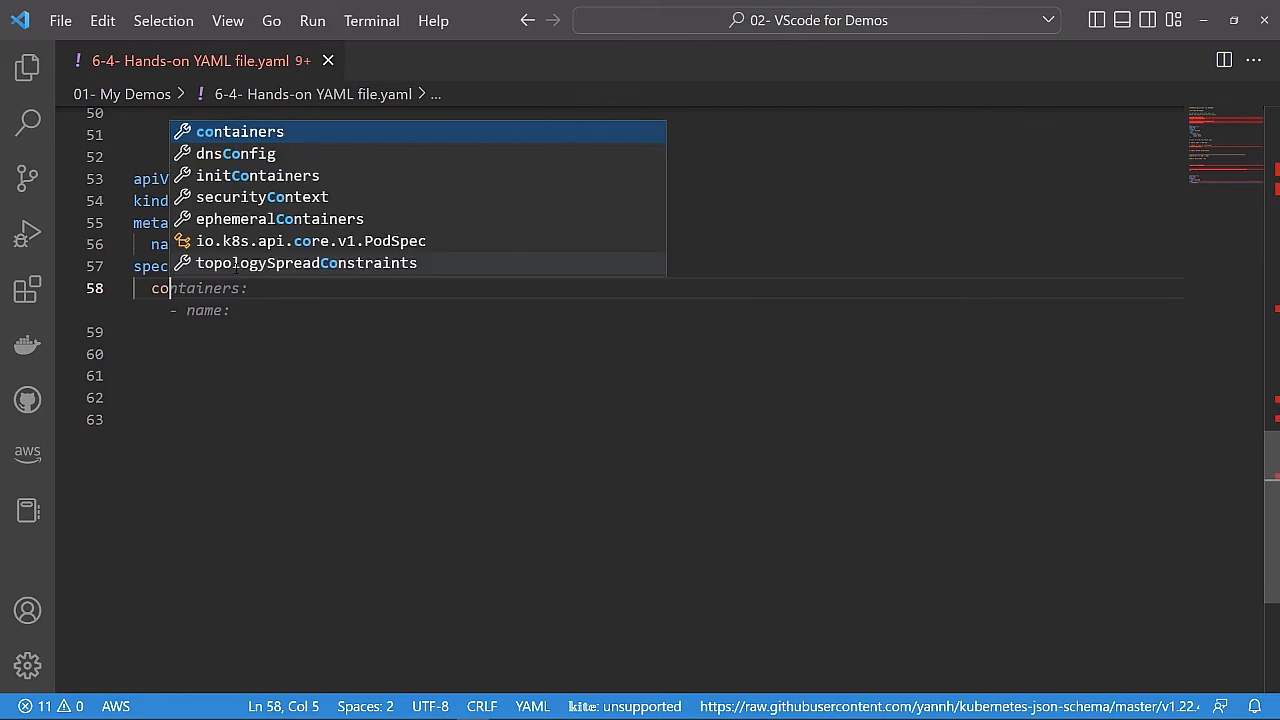 File Edit Selection View Go Run Terminal Help
02- VScode for Demos
! 6-4- Hands-on YAML file.yaml 9+
01- My Demos > ! 6-4- Hands-on YAML file.yaml > ...
50
51 containers
52 dnsConfig
initContainers
53 apiV
securityContext
54 kind
ephemeralContainers
55 meta
io.k8s.api.core.v1.PodSpec
56 na
topologySpreadConstraints
57 spec
58 containers:
- name:
59
60
61
62
63
aws
11 0 AWS Ln 58, Col 5 Spaces: 2 UTF-8 CRLF YAML kite: unsupported https://raw.githubusercontent.com/yannh/kubernetes-json-schema/master/v1.22.4